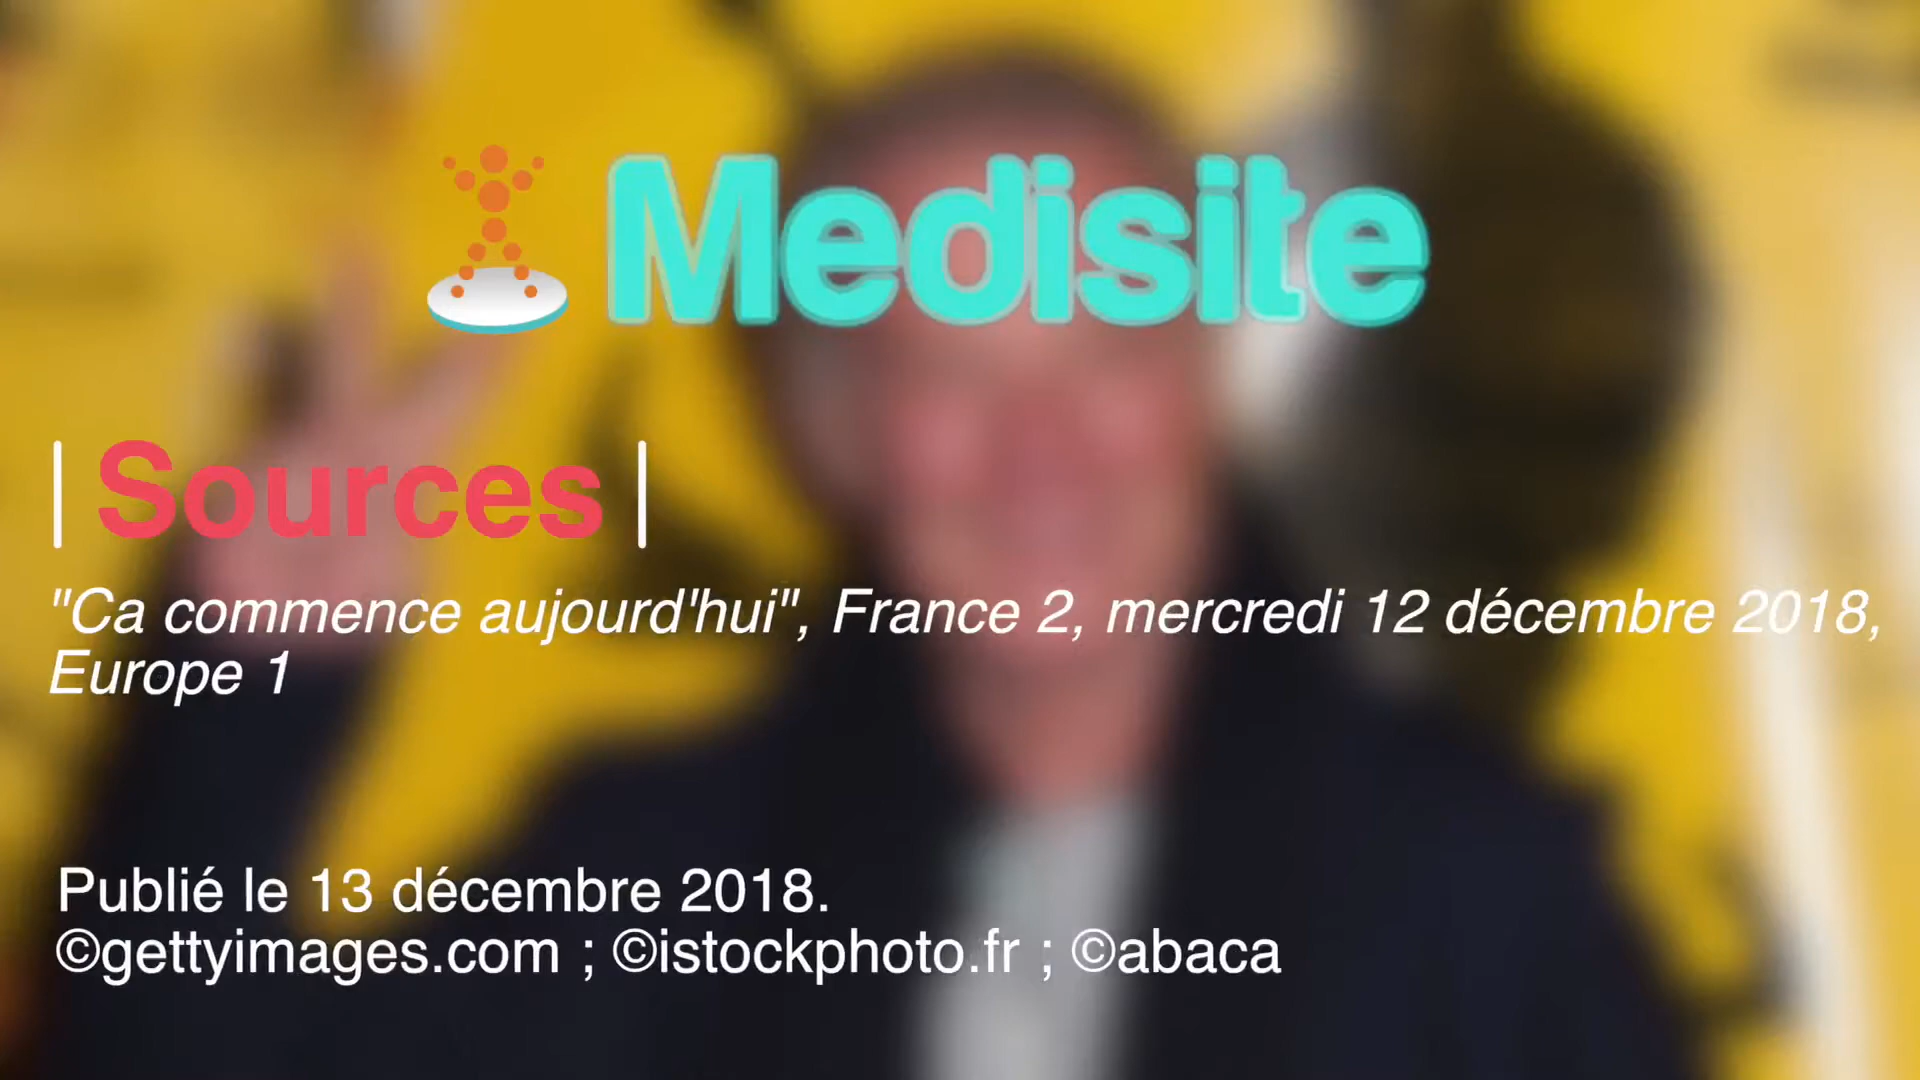 Medisite
| Sources |
"Ca commence aujourd'hui", France 2, mercredi 12 décembre 2018,
Europe 1
Publié le 13 décembre 2018.
©gettyimages.com ; ©istockphoto.fr ; ©abaca